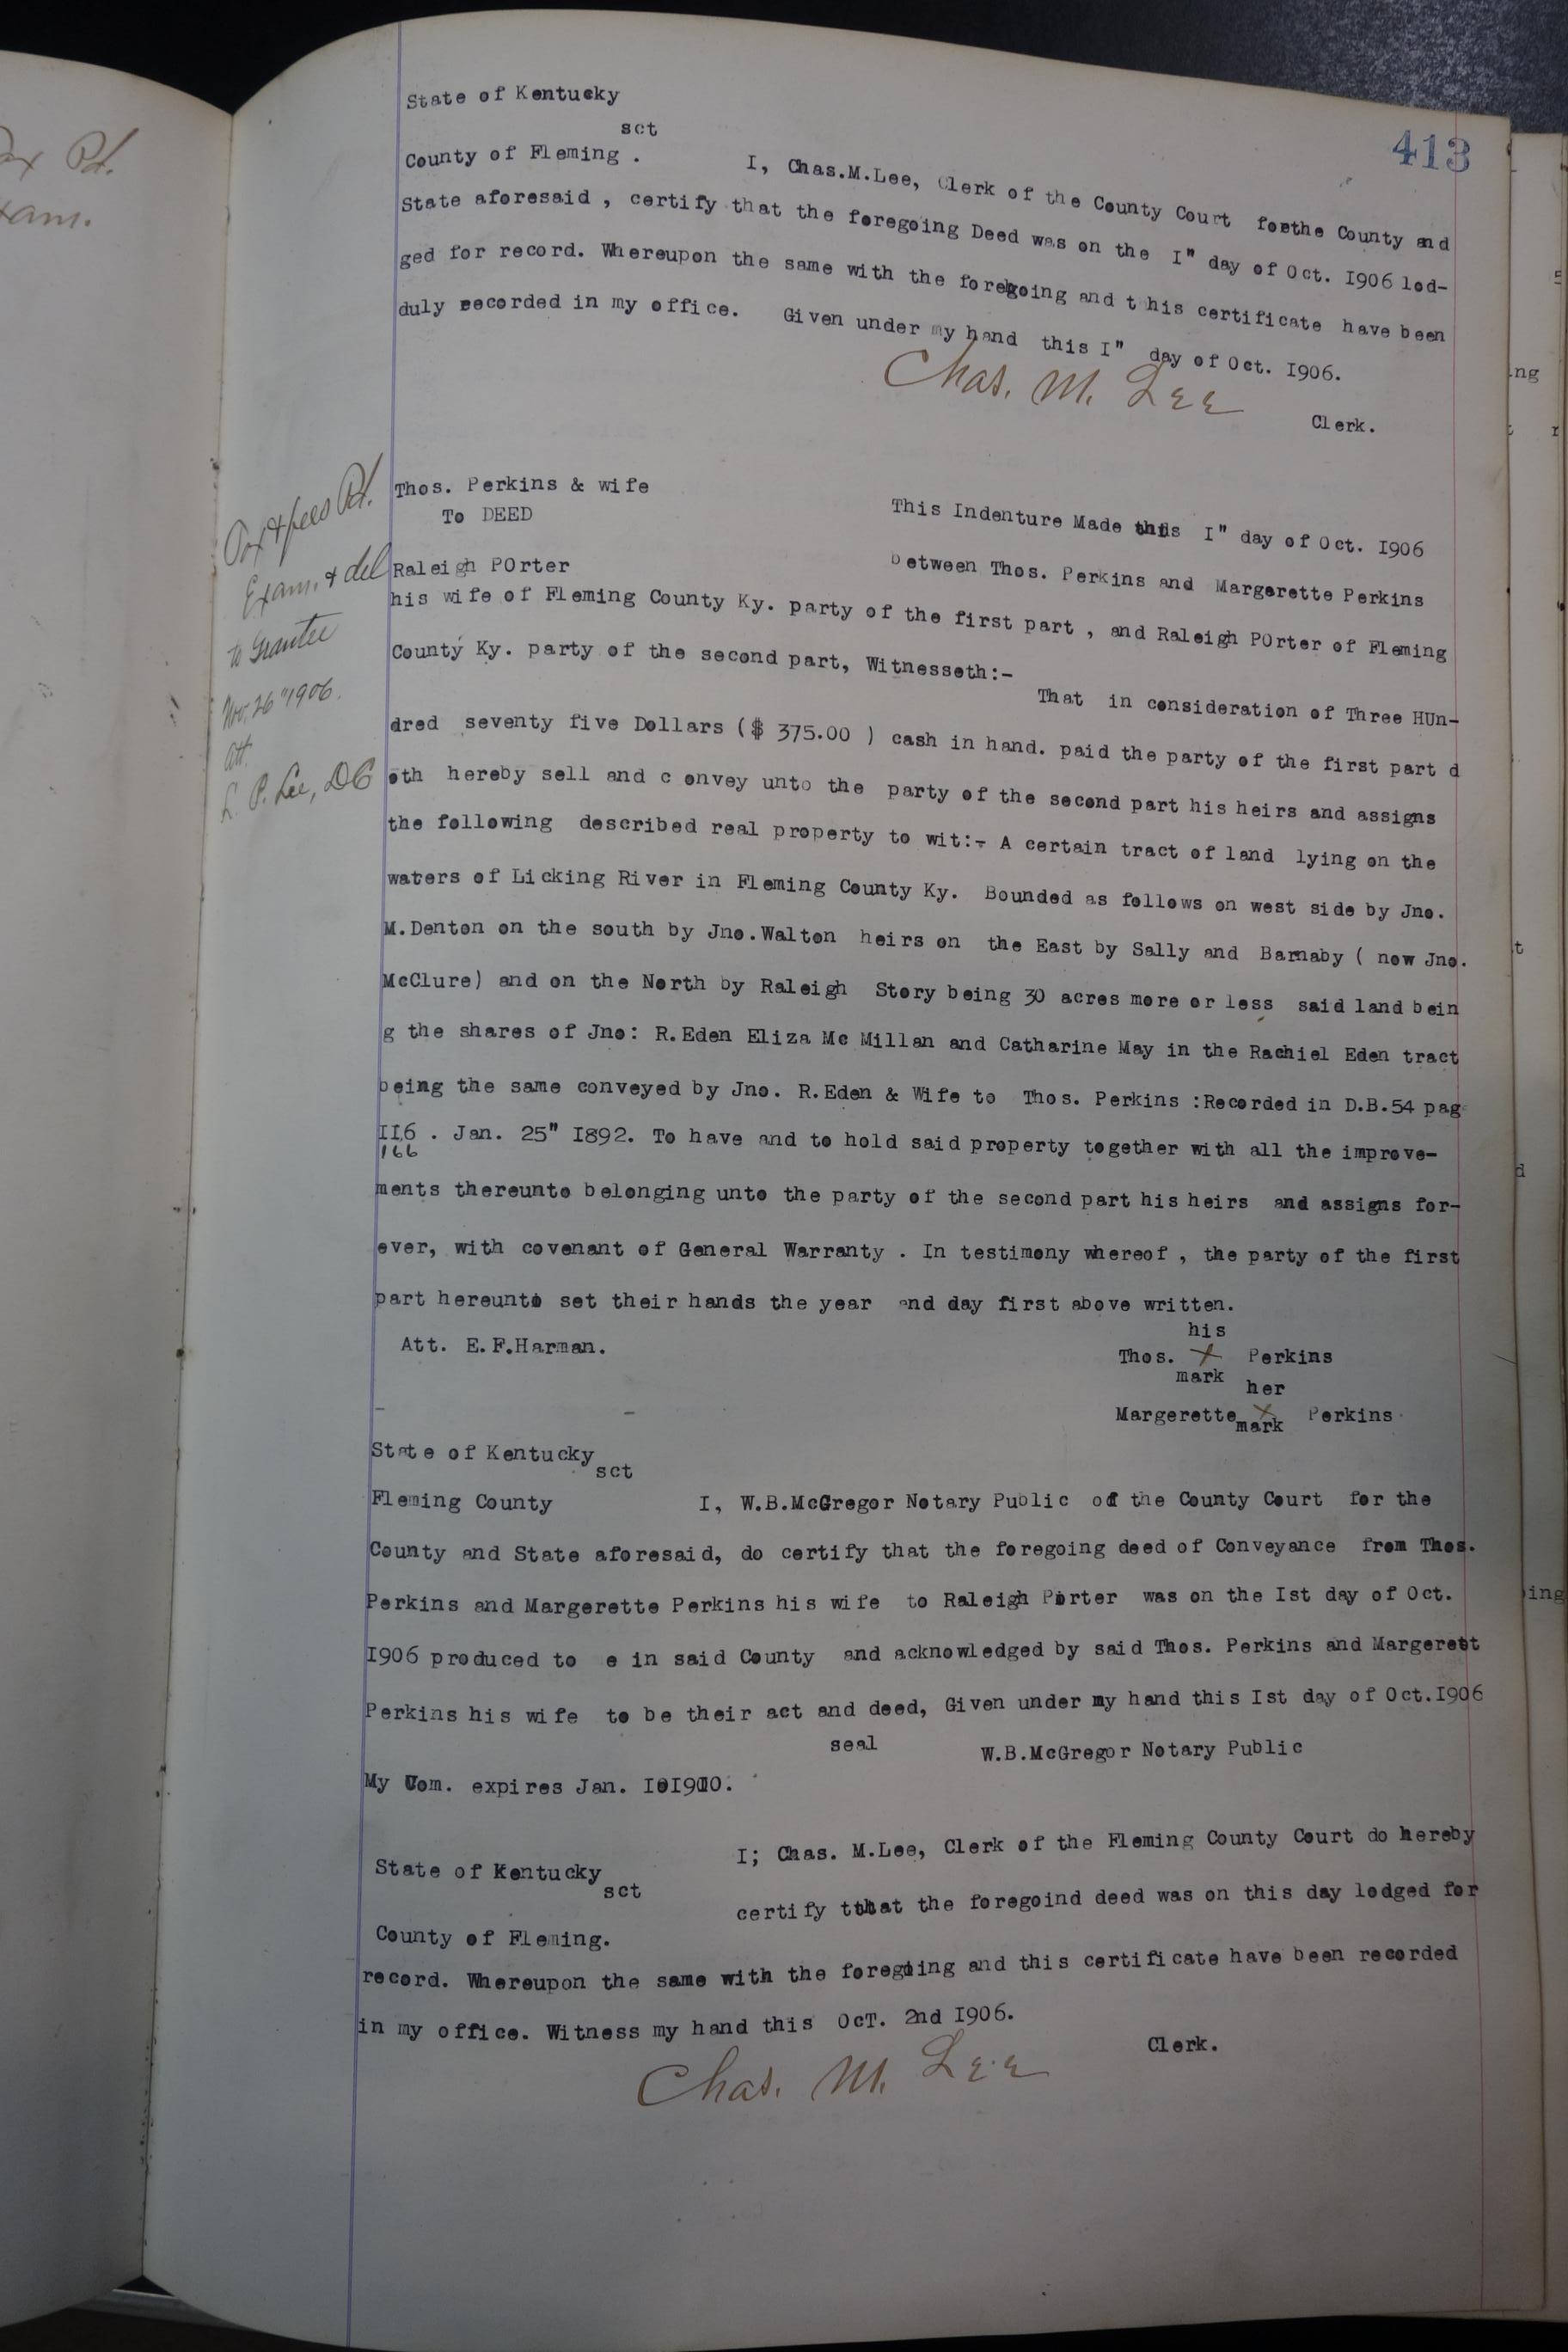 413
State of Kentucky
sct
County of Fleming .
I, Chas.M.Lee, Clerk of the County Court for the County and
State aforesaid , certify that the foregoing Deed was on the I" day of Oct. I906 lod-
ged for record. Whereupon the same with the foregoing and t his certificate have been
duly recorded in my office. Given under my hand this I" day of Oct. I906.
Chas. M. Lee
Clerk.
Tax & fees Pd.
Exam. & del
to Grantee
Nov. 26" 1906.
Att.
L. P. Lee, DC
Thos. Perkins & wife
To DEED
Raleigh POrter
This Indenture Made this I" day of Oct. I906
between Thos. Perkins and Margerette Perkins
his wife of Fleming County Ky. party of the first part , and Raleigh POrter of Fleming
County Ky. party of the second part, Witnesseth:-
That in consideration of Three HUn-
dred seventy five Dollars ($ 375.00 ) cash in hand. paid the party of the first part d
oth hereby sell and c onvey unto the party of the second part his heirs and assigns
the following described real property to wit:- A certain tract of land lying on the
waters of Licking River in Fleming County Ky. Bounded as follows on west side by Jno.
M.Denton on the south by Jno.Walton heirs on the East by Sally and Barnaby ( now Jno.
McClure) and on the North by Raleigh Story being 30 acres more or less said land bein
g the shares of Jno: R.Eden Eliza Mc Millan and Catharine May in the Rachiel Eden tract
being the same conveyed by Jno. R.Eden & Wife to Thos. Perkins :Recorded in D.B.54 pag
II6 . Jan. 25" I892. To have and to hold said property together with all the improve-
166
ments thereunto belonging unto the party of the second part his heirs and assigns for-
ever, with covenant of General Warranty . In testimony whereof , the party of the first
part hereunto set their hands the year and day first above written.
Att. E.F.Harman.
his
Thos. X Perkins
mark
her
Margerette X Perkins
mark
State of Kentucky
sct
Fleming County I, W.B.McGregor Notary Public of the County Court for the
County and State aforesaid, do certify that the foregoing deed of Conveyance from Thos.
Perkins and Margerette Perkins his wife to Raleigh Porter was on the Ist day of Oct.
I906 produced to e in said County and acknowledged by said Thos. Perkins and Margerett
Perkins his wife to be their act and deed, Given under my hand this Ist day of Oct.I906
seal
W.B.McGregor Notary Public
My Com. expires Jan. I0I9I0.
I; Chas. M.Lee, Clerk of the Fleming County Court do hereby
State of Kentucky
sct
certify tthat the foregoind deed was on this day lodged for
County of Fleming.
record. Whereupon the same with the foregoing and this certificate have been recorded
in my office. Witness my hand this OcT. 2nd I906.
Clerk.
Chas. M. Lee